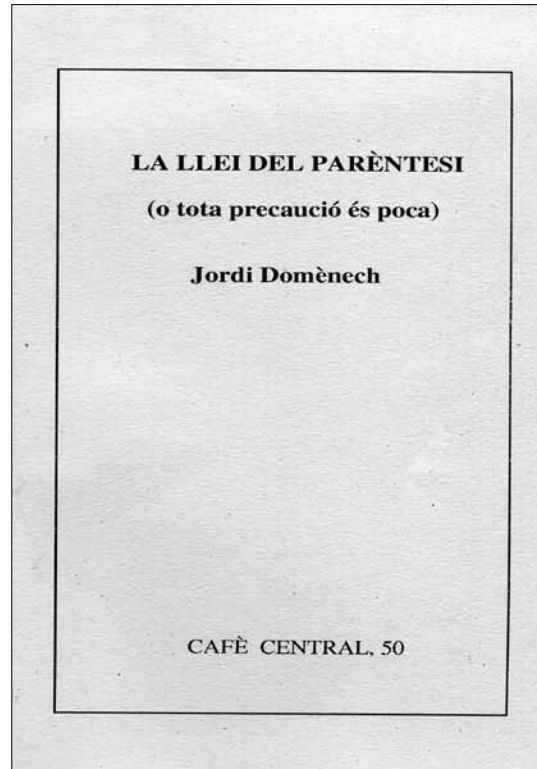 LA LLEI DEL PARÈNTESI
(o tota precaució és poca)
Jordi Domènech
CAFÈ CENTRAL, 50